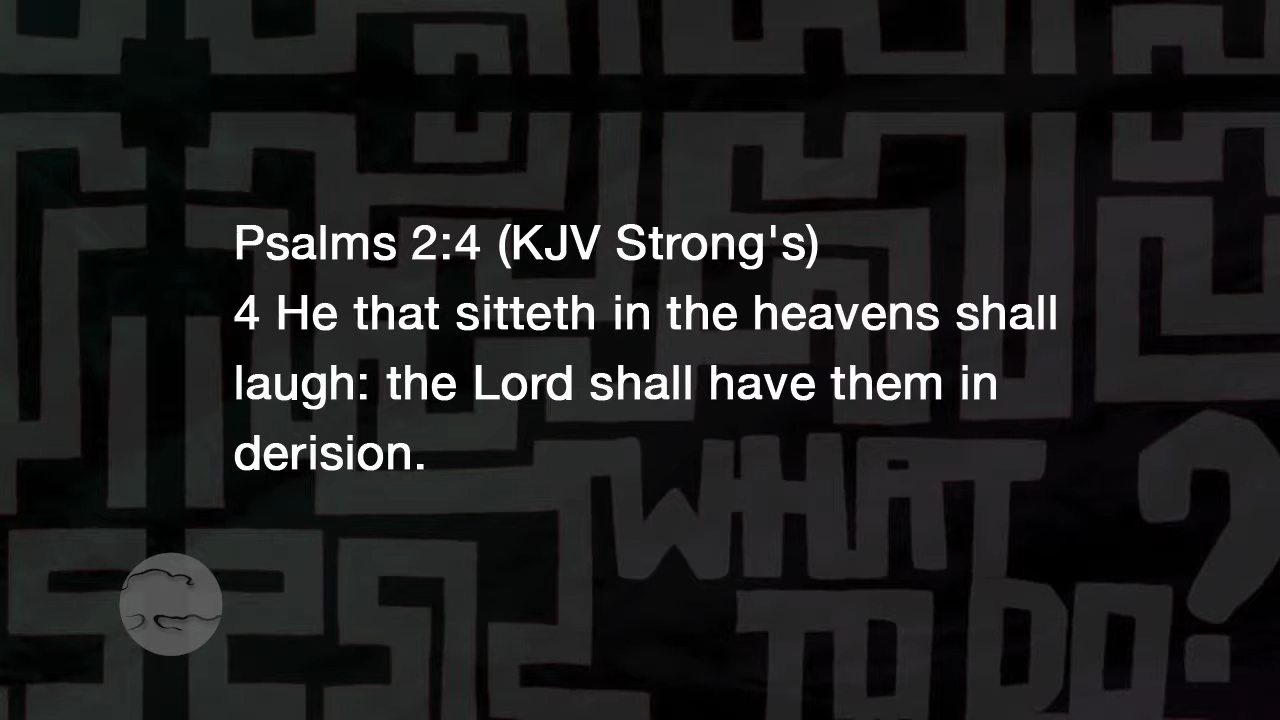 Psalms 2:4 (KJV Strong's)
4 He that sitteth in the heavens shall
laugh: the Lord shall have them in
derision.
WHAT
TO DO?